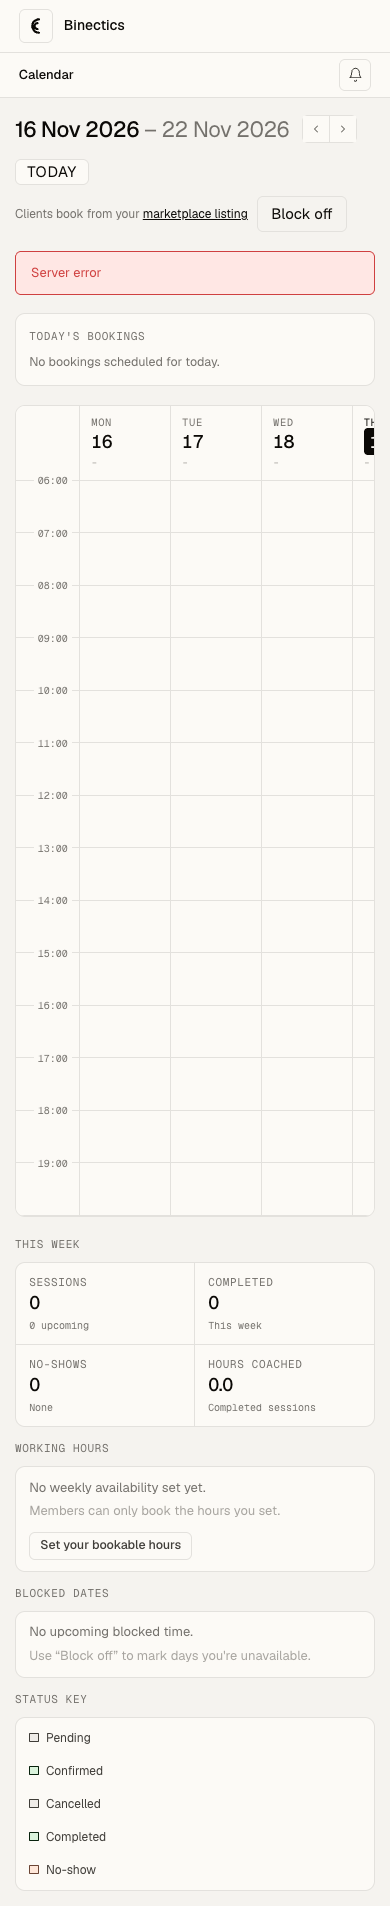 Binectics
Calendar
16 Nov 2026 – 22 Nov 2026
TODAY
Clients book from your marketplace listing
Block off
Server error
TODAY'S BOOKINGS
No bookings scheduled for today.
MON TUE WED
16 17 18
- - - -
06:00
07:00
08:00
09:00
10:00
11:00
12:00
13:00
14:00
15:00
16:00
17:00
18:00
19:00
THIS WEEK
SESSIONS
0
0 upcoming
COMPLETED
0
This week
NO-SHOWS
0
None
HOURS COACHED
0.0
Completed sessions
WORKING HOURS
No weekly availability set yet.
Members can only book the hours you set.
Set your bookable hours
BLOCKED DATES
No upcoming blocked time.
Use “Block off” to mark days you're unavailable.
STATUS KEY
Pending
Confirmed
Cancelled
Completed
No-show